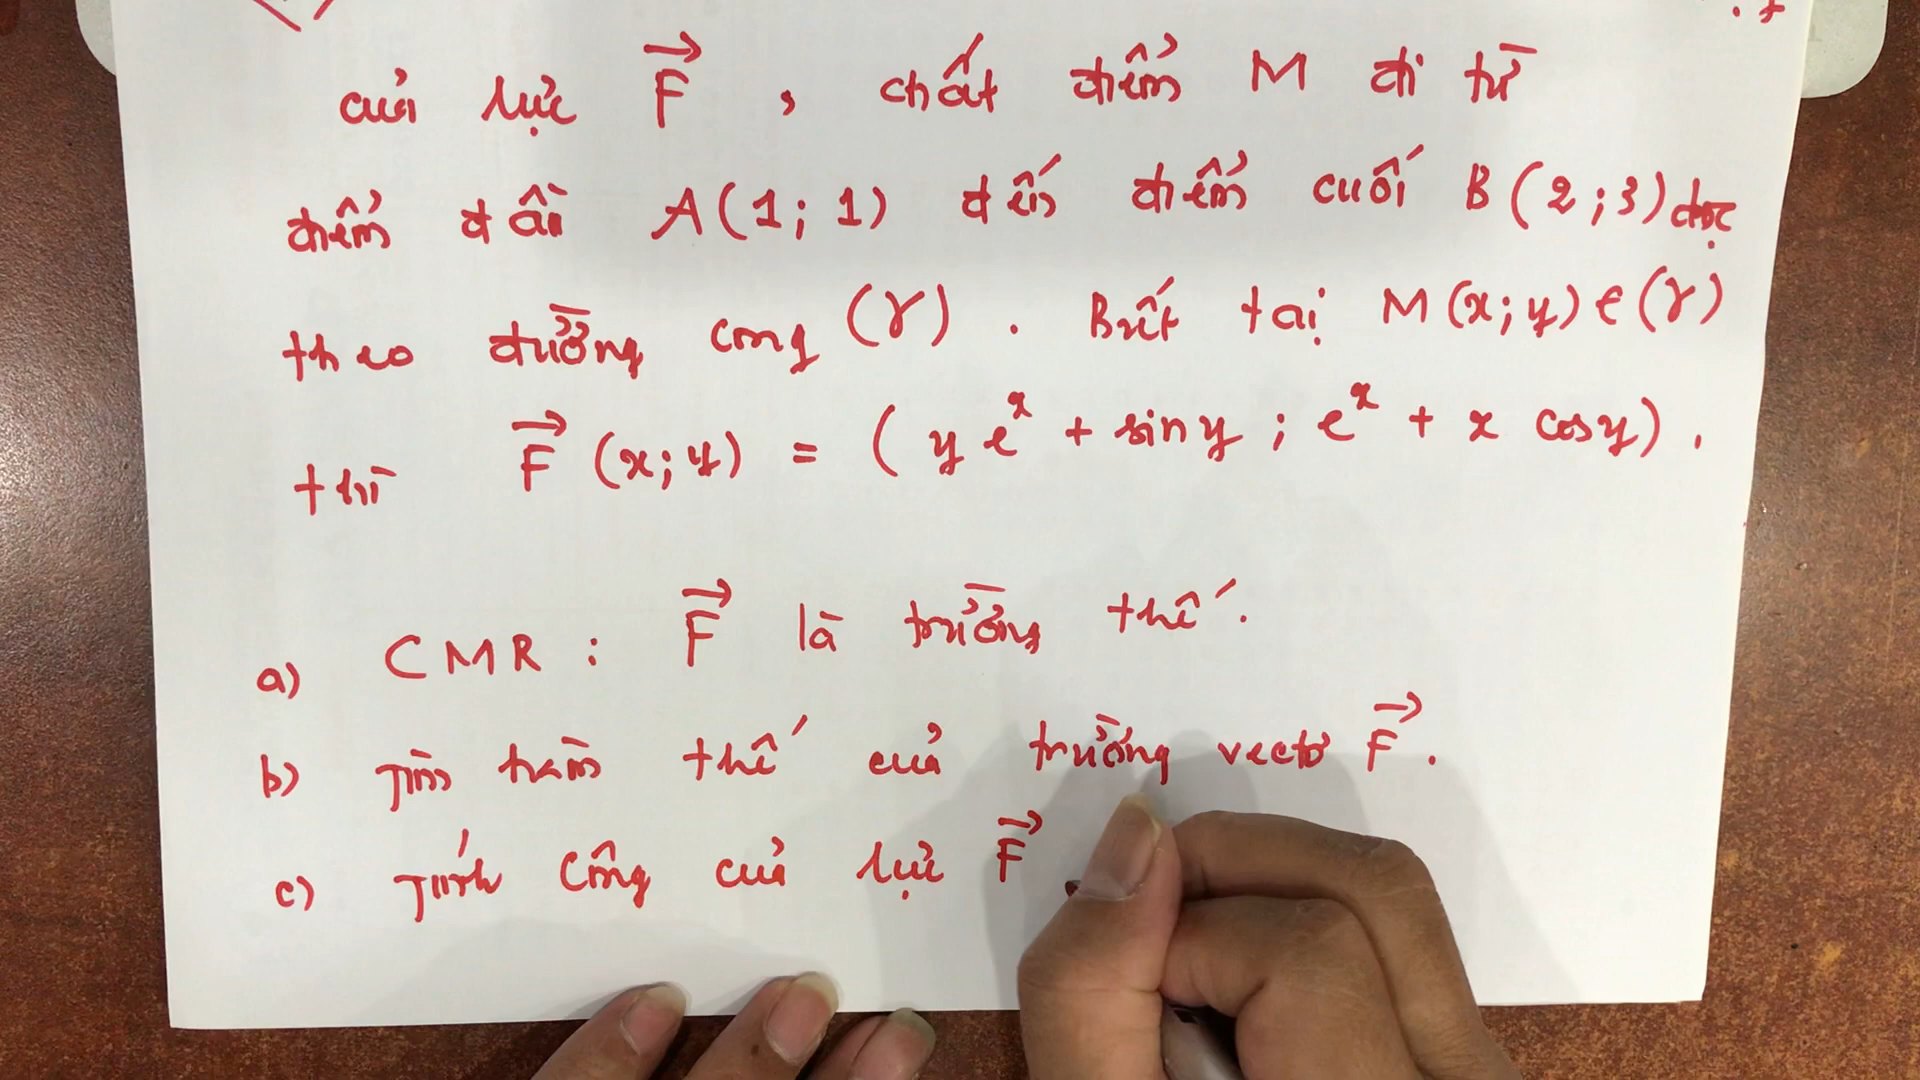 của lực F⃗ , chất điểm M đi từ
điểm đầu A(1; 1) đến điểm cuối B(2;3) dọc
theo đường cong (γ) . Biết tại M(x;y) ∈ (γ)
thì F⃗ (x;y) = ( y eˣ + sin y ; eˣ + x cos y) .
a) CMR : F⃗ là trường thế .
b) Tìm hàm thế của trường vectơ F⃗ .
c) Tính công của lực F⃗